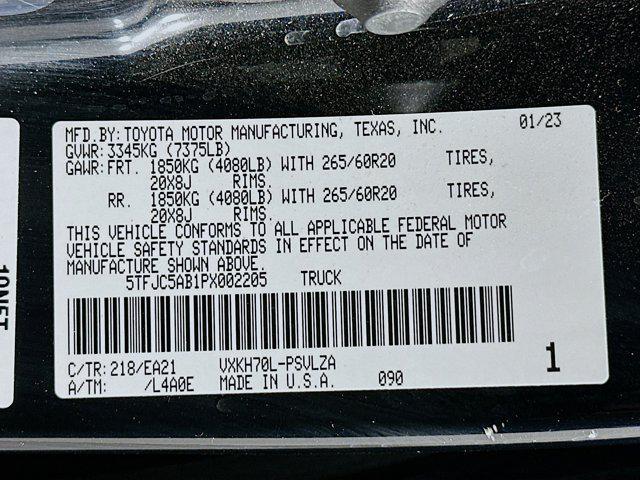 MFD.BY:TOYOTA MOTOR MANUFACTURING, TEXAS, INC. 01/23
GVWR:3345KG (7375LB)
GAWR:FRT. 1850KG (4080LB) WITH 265/60R20 TIRES,
20X8J RIMS.
RR. 1850KG (4080LB) WITH 265/60R20 TIRES,
20X8J RIMS.
THIS VEHICLE CONFORMS TO ALL APPLICABLE FEDERAL MOTOR
VEHICLE SAFETY STANDARDS IN EFFECT ON THE DATE OF
MANUFACTURE SHOWN ABOVE.
5TFJC5AB1PX002205 TRUCK
C/TR:218/EA21 VXKH70L-PSVLZA 1
A/TM: /L4A0E MADE IN U.S.A. 090